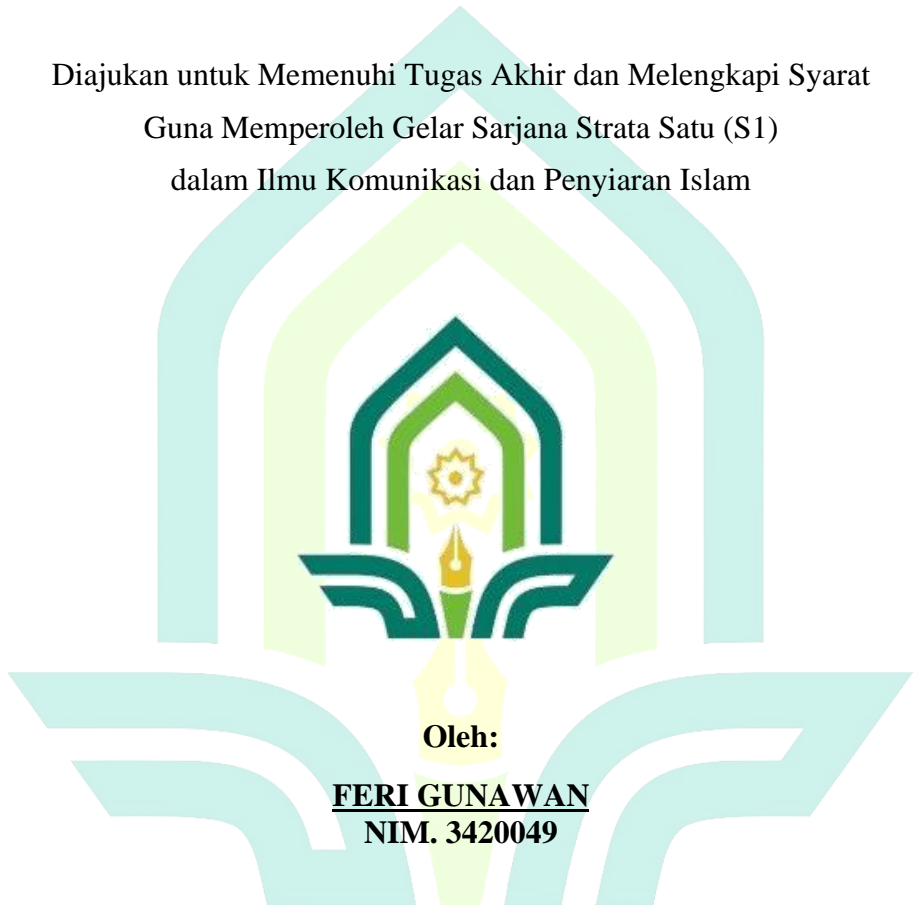 Diajukan untuk Memenuhi Tugas Akhir dan Melengkapi Syarat
Guna Memperoleh Gelar Sarjana Strata Satu (S1)
dalam Ilmu Komunikasi dan Penyiaran Islam
Oleh:
FERI GUNAWAN
NIM. 3420049